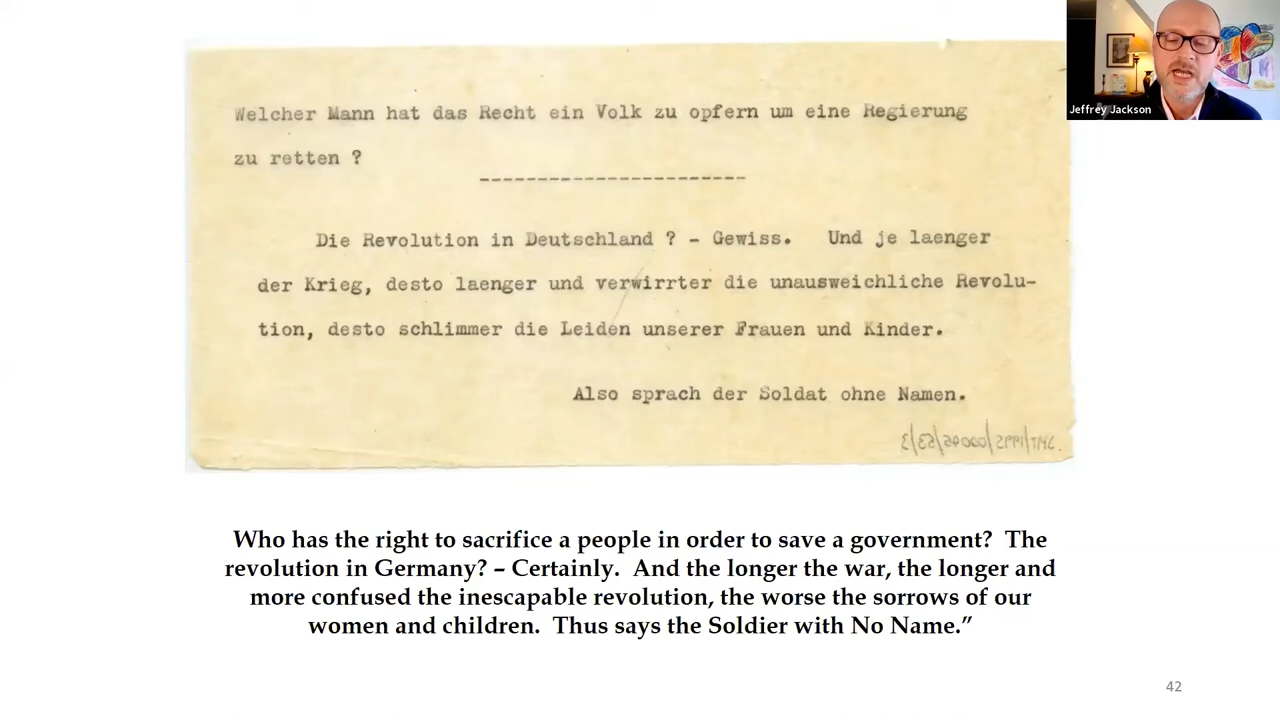 Welcher Mann hat das Recht ein Volk zu opfern um eine Regierung
zu retten ?
-----------------------
Die Revolution in Deutschland ? - Gewiss. Und je laenger
der Krieg, desto laenger und verwirrter die unausweichliche Revolu-
tion, desto schlimmer die Leiden unserer Frauen und Kinder.
Also sprach der Soldat ohne Namen.
Who has the right to sacrifice a people in order to save a government? The
revolution in Germany? – Certainly. And the longer the war, the longer and
more confused the inescapable revolution, the worse the sorrows of our
women and children. Thus says the Soldier with No Name.”
42
Jeffrey Jackson